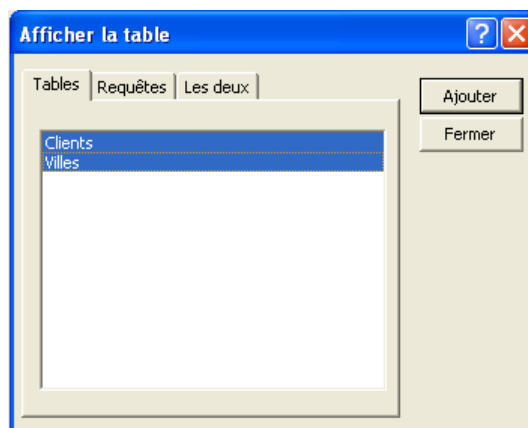 Afficher la table
Tables Requêtes Les deux
Ajouter
Fermer
Clients
Villes